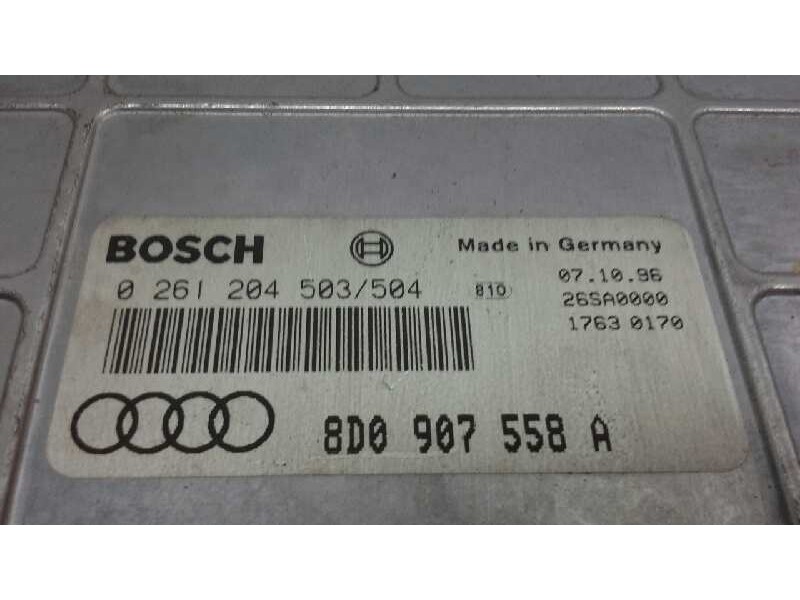 BOSCH
Made in Germany
0 261 204 503/504
810
07.10.96
26SA0000
1763 0170
8D0 907 558 A